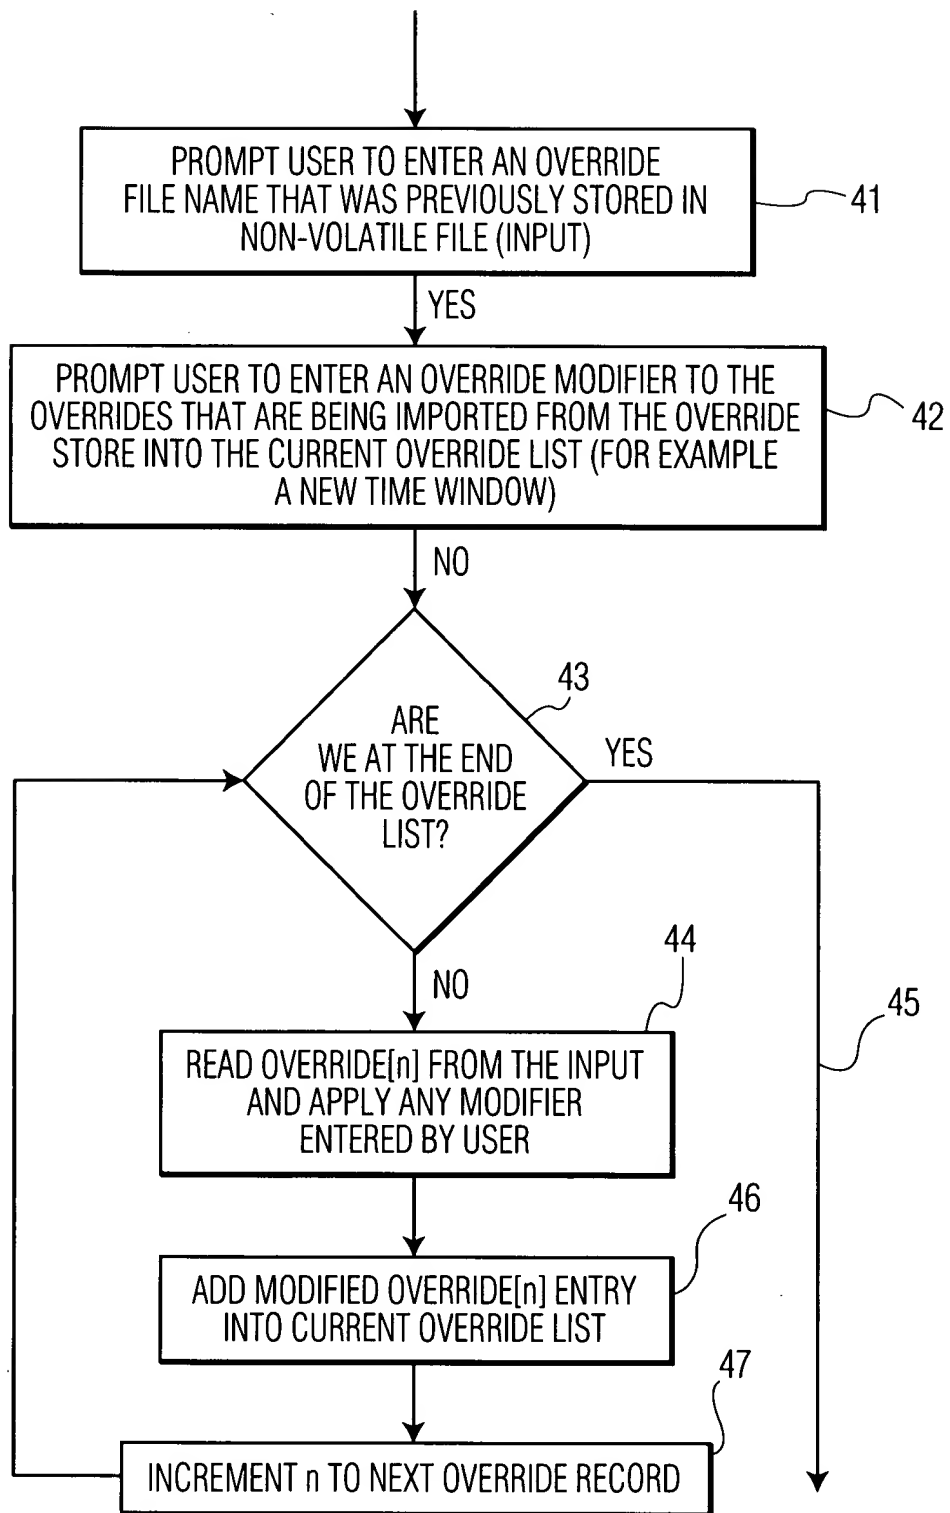 PROMPT USER TO ENTER AN OVERRIDE
FILE NAME THAT WAS PREVIOUSLY STORED IN
NON-VOLATILE FILE (INPUT)
41
YES
PROMPT USER TO ENTER AN OVERRIDE MODIFIER TO THE
OVERRIDES THAT ARE BEING IMPORTED FROM THE OVERRIDE
STORE INTO THE CURRENT OVERRIDE LIST (FOR EXAMPLE
A NEW TIME WINDOW)
42
NO
43
ARE
WE AT THE END
OF THE OVERRIDE
LIST?
YES
NO
44
45
READ OVERRIDE[n] FROM THE INPUT
AND APPLY ANY MODIFIER
ENTERED BY USER
46
ADD MODIFIED OVERRIDE[n] ENTRY
INTO CURRENT OVERRIDE LIST
47
INCREMENT n TO NEXT OVERRIDE RECORD